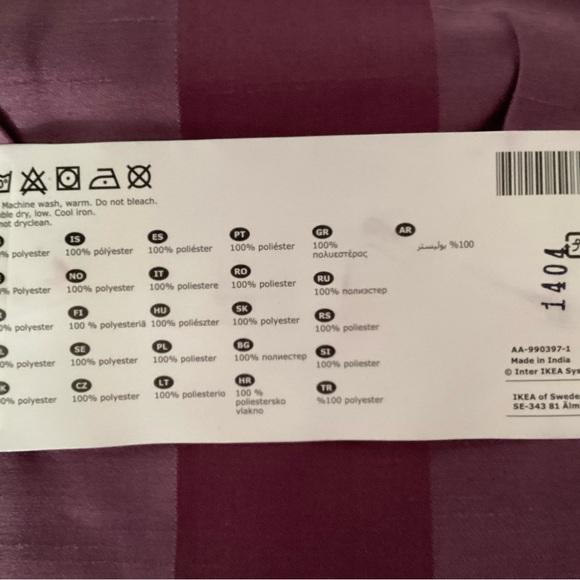 Machine wash, warm. Do not bleach.
ble dry, low. Cool iron.
not dryclean.
% polyester
IS
100% pólýester
ES
100% poliéster
PT
100% poliéster
GR
100%
πολυεστέρας
AR
%100 بوليستر
% Polyester
NO
100% polyester
IT
100% poliestere
RO
100% poliester
RU
100% полиэстер
0% polyester
FI
100 % polyesteriä
HU
100% poliészter
SK
100% polyester
RS
100% poliester
0% polyester
SE
100% polyester
PL
100% poliester
BG
100% полиестер
SI
100% poliester
0% polyester
CZ
100% polyester
LT
100% poliesterio
HR
100 %
poliestersko
vlakno
TR
%100 polyester
1404
AA-990397-1
Made in India
© Inter IKEA Sys
IKEA of Swede
SE-343 81 Älm